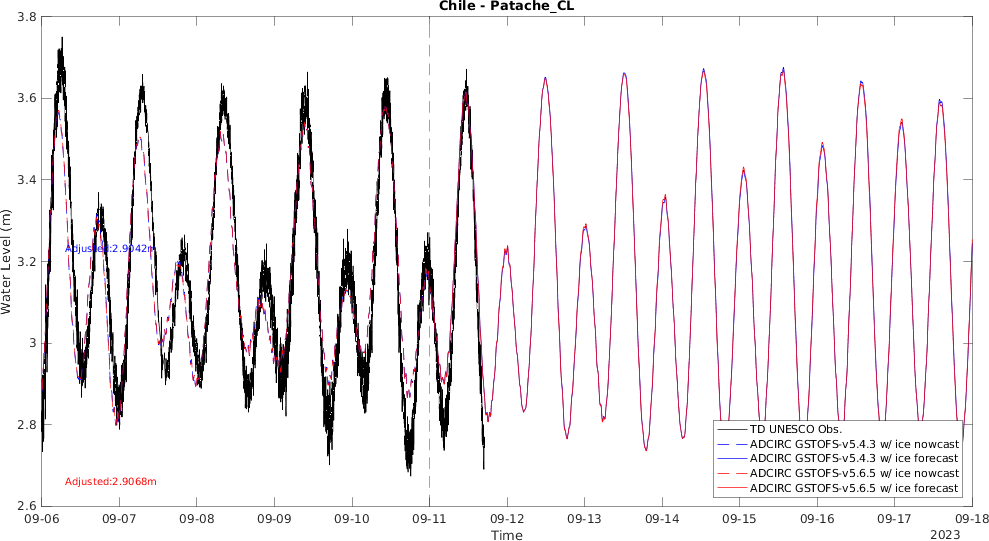 Chile - Patache_CL
3.8
3.6
3.4
3.2
3
2.8
2.6
Water Level (m)
Adjusted:2.9042m
Adjusted:2.9068m
TD UNESCO Obs.
ADCIRC GSTOFS-v5.4.3 w/ ice nowcast
ADCIRC GSTOFS-v5.4.3 w/ ice forecast
ADCIRC GSTOFS-v5.6.5 w/ ice nowcast
ADCIRC GSTOFS-v5.6.5 w/ ice forecast
09-06 09-07 09-08 09-09 09-10 09-11 09-12 09-13 09-14 09-15 09-16 09-17 09-18
Time
2023